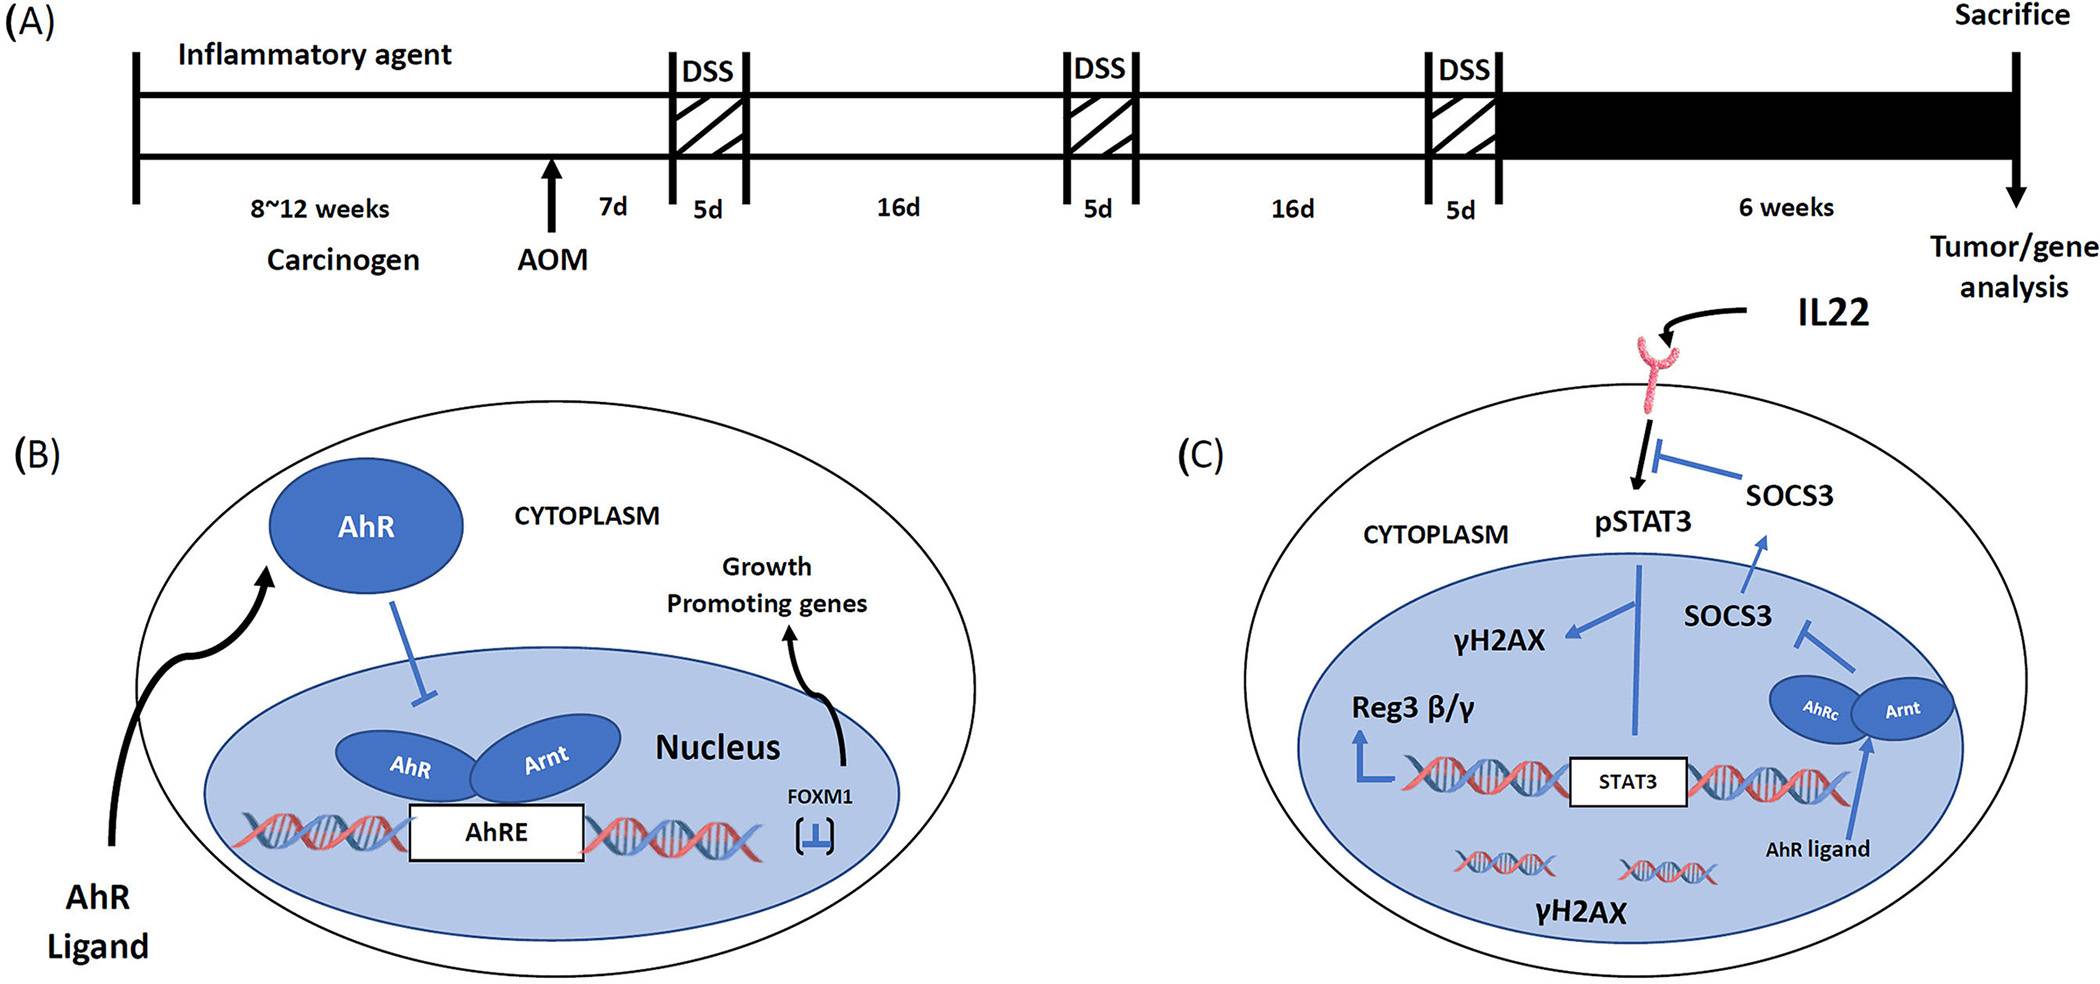 (A)
Sacrifice
Inflammatory agent
DSS
DSS
DSS
8~12 weeks
7d
5d
16d
5d
16d
5d
6 weeks
Carcinogen
AOM
Tumor/gene
analysis
(B)
AhR
CYTOPLASM
Growth
Promoting genes
Nucleus
AhR
Arnt
FOXM1
AhRE
AhR
Ligand
(C)
IL22
SOCS3
pSTAT3
CYTOPLASM
SOCS3
γH2AX
Reg3 β/γ
AhRc
Arnt
STAT3
AhR ligand
γH2AX